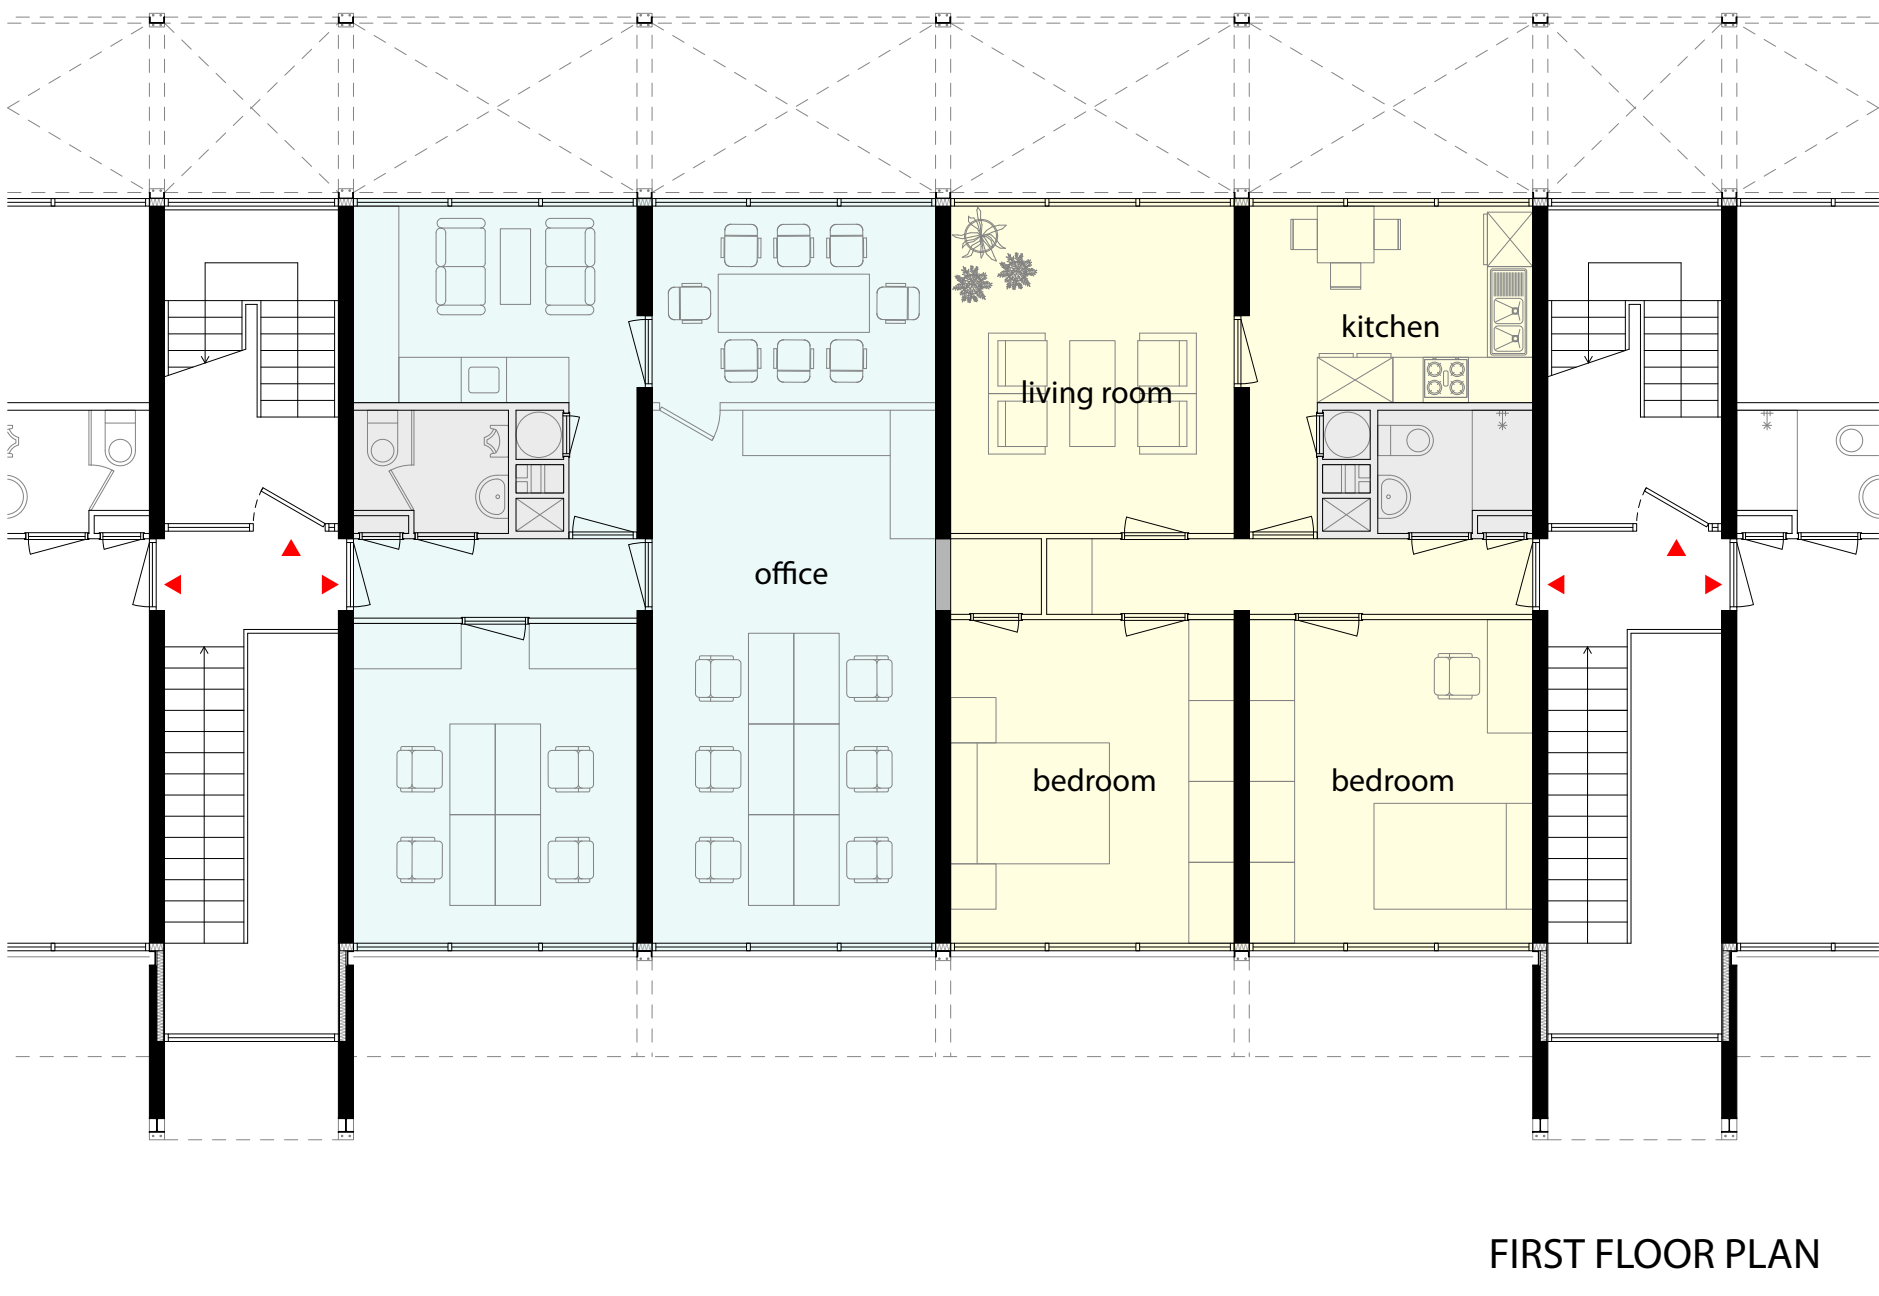 kitchen
living room
office
bedroom
bedroom
FIRST FLOOR PLAN